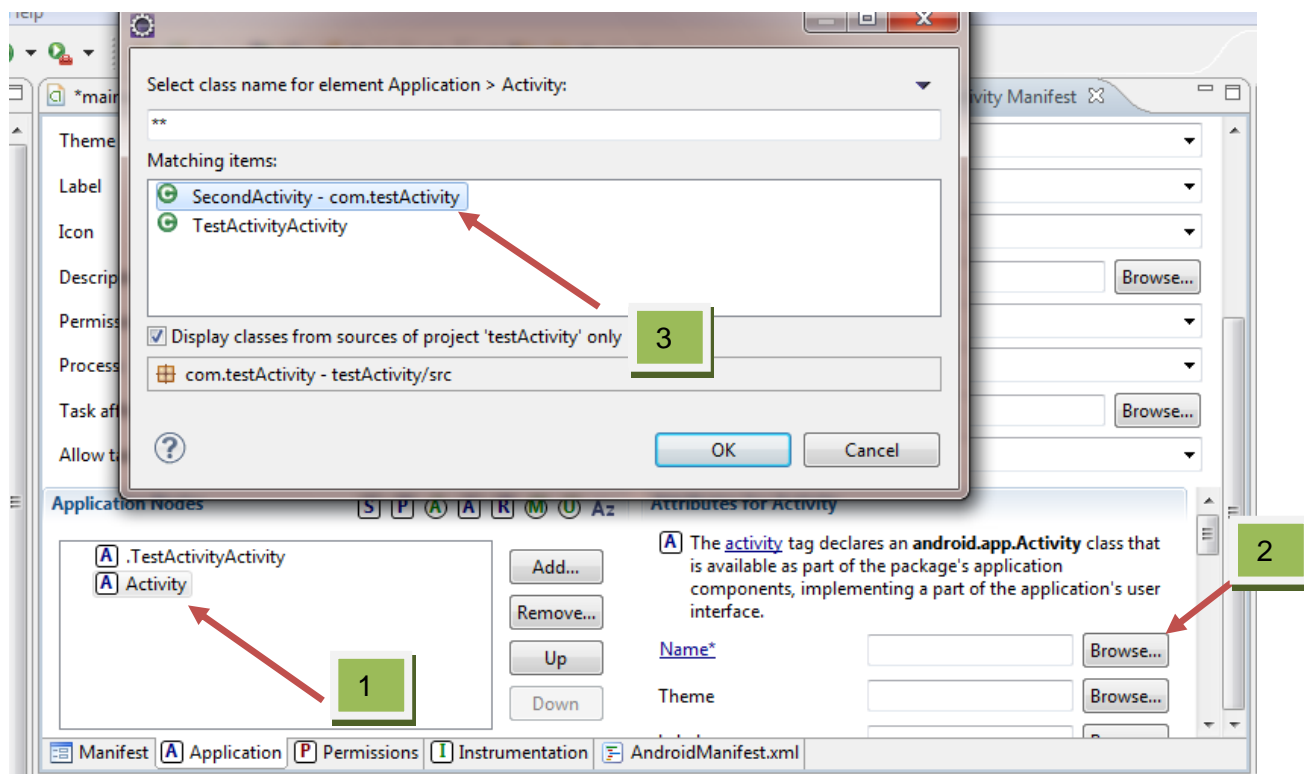 Help
Select class name for element Application > Activity:
**
Matching items:
SecondActivity - com.testActivity
TestActivityActivity
Display classes from sources of project 'testActivity' only
com.testActivity - testActivity/src
OK Cancel
3
*main
Manifest
Theme
Label
Icon
Descrip Browse...
Permiss
Process
Task aff Browse...
Allow ta
Application Nodes S P A A R M U Az
A .TestActivityActivity
A Activity
1
Add...
Remove...
Up
Down
Attributes for Activity
A The activity tag declares an android.app.Activity class that
is available as part of the package's application
components, implementing a part of the application's user
interface.
2
Name* Browse...
Theme Browse...
Manifest A Application P Permissions I Instrumentation AndroidManifest.xml